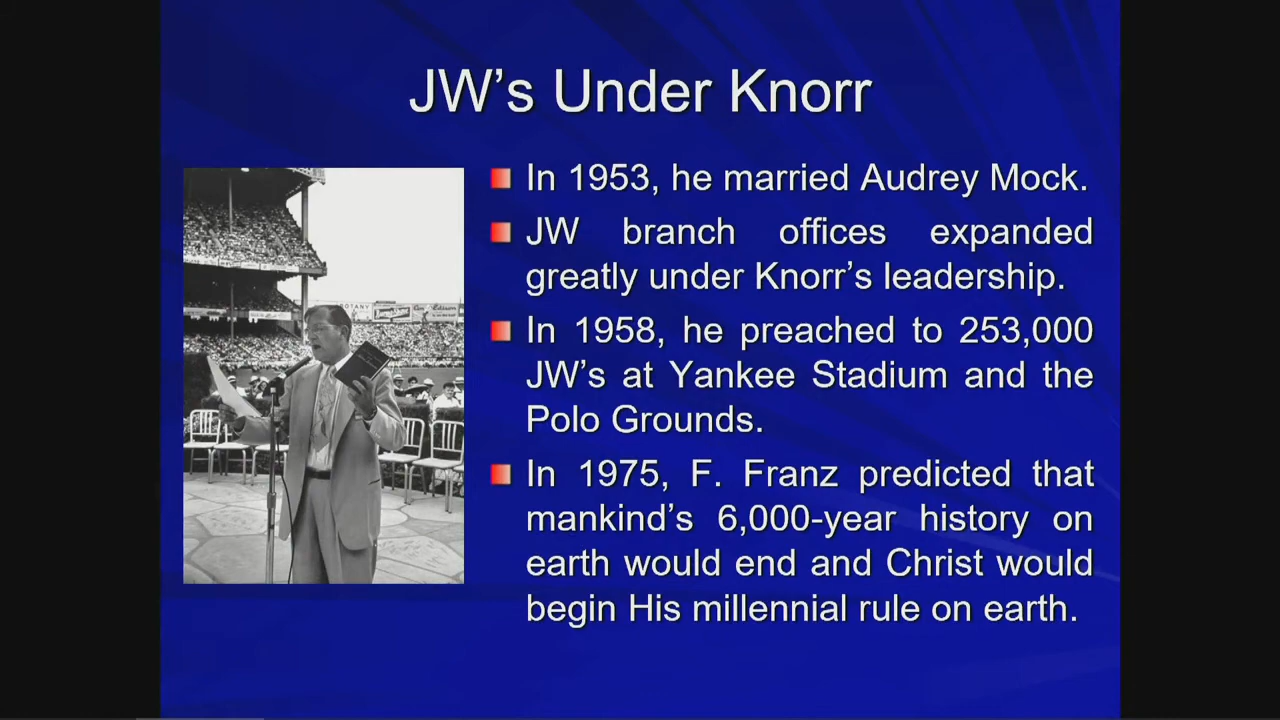 JW's Under Knorr
In 1953, he married Audrey Mock.
JW branch offices expanded
greatly under Knorr's leadership.
In 1958, he preached to 253,000
JW's at Yankee Stadium and the
Polo Grounds.
In 1975, F. Franz predicted that
mankind's 6,000-year history on
earth would end and Christ would
begin His millennial rule on earth.